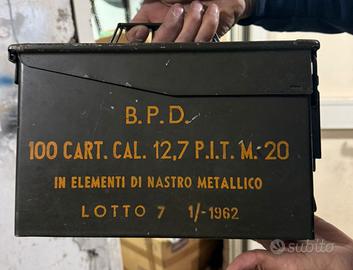 B.P.D.
100 CART. CAL. 12,7 P.I.T. M. 20
IN ELEMENTI DI NASTRO METALLICO
LOTTO 7 1/-1962
subito